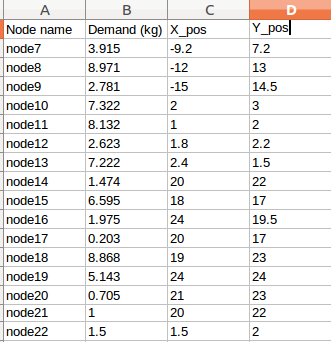 A B C D
Node name Demand (kg) X_pos Y_pos
node7 3.915 -9.2 7.2
node8 8.971 -12 13
node9 2.781 -15 14.5
node10 7.322 2 3
node11 8.132 1 2
node12 2.623 1.8 2.2
node13 7.222 2.4 1.5
node14 1.474 20 22
node15 6.595 18 17
node16 1.975 24 19.5
node17 0.203 20 17
node18 8.868 19 23
node19 5.143 24 24
node20 0.705 21 23
node21 1 20 22
node22 1.5 1.5 2